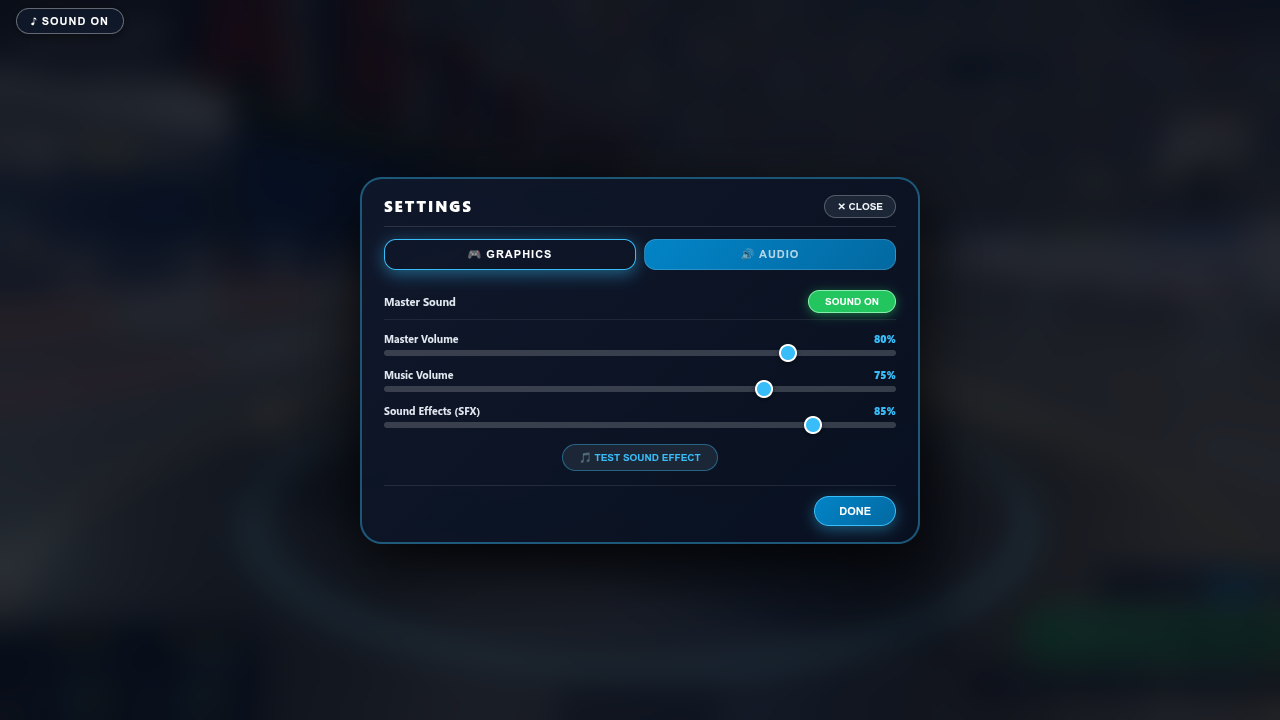 ♪ SOUND ON
SETTINGS
✕ CLOSE
🎮 GRAPHICS
🔊 AUDIO
Master Sound
SOUND ON
Master Volume
80%
Music Volume
75%
Sound Effects (SFX)
85%
🎵 TEST SOUND EFFECT
DONE